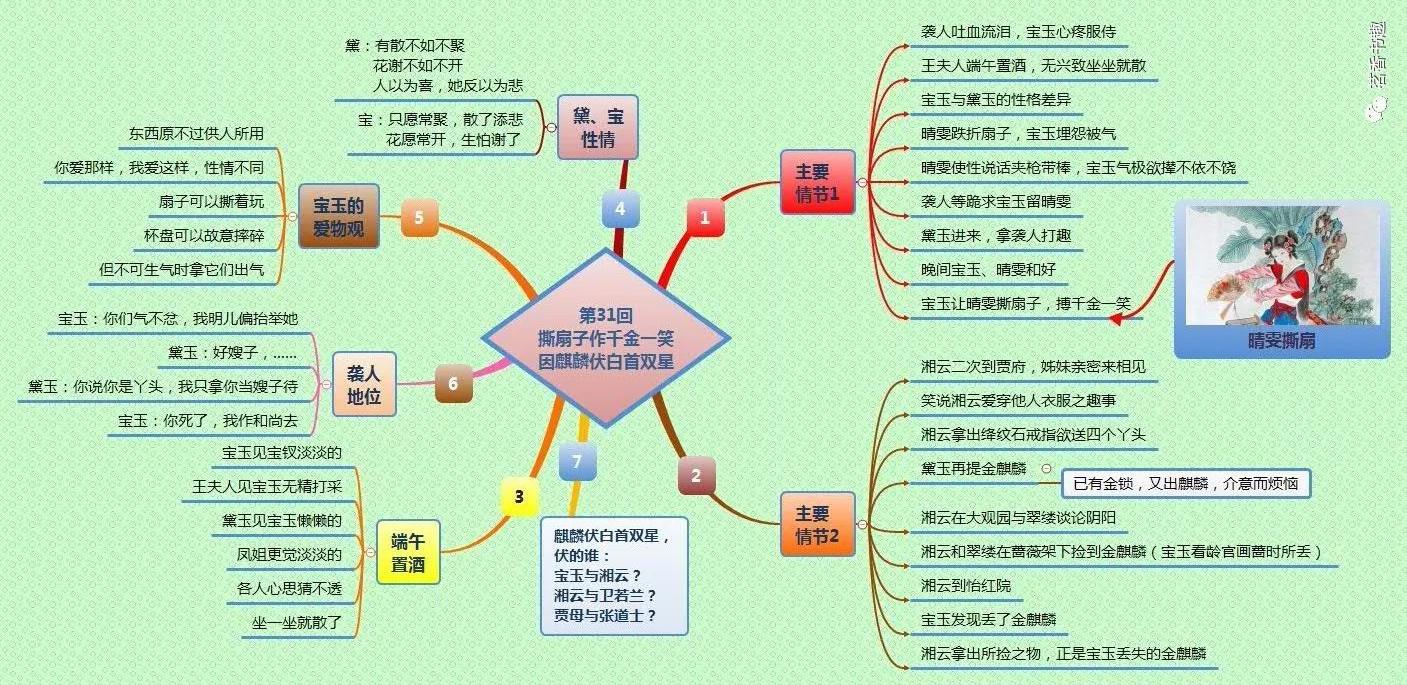 第31回
撕扇子作千金一笑
因麒麟伏白首双星
1
主要
情节1
袭人吐血流泪，宝玉心疼服侍
王夫人端午置酒，无兴致坐坐就散
宝玉与黛玉的性格差异
晴雯跌折扇子，宝玉埋怨被气
晴雯使性说话夹枪带棒，宝玉气极欲撵不依不饶
袭人等跪求宝玉留晴雯
黛玉进来，拿袭人打趣
晚间宝玉、晴雯和好
宝玉让晴雯撕扇子，搏千金一笑
晴雯撕扇
2
主要
情节2
湘云二次到贾府，姊妹亲密来相见
笑说湘云爱穿他人衣服之趣事
湘云拿出绛纹石戒指欲送四个丫头
黛玉再提金麒麟
已有金锁，又出麒麟，介意而烦恼
湘云在大观园与翠缕谈论阴阳
湘云和翠缕在蔷薇架下捡到金麒麟（宝玉看龄官画蔷时所丢）
湘云到怡红院
宝玉发现丢了金麒麟
湘云拿出所捡之物，正是宝玉丢失的金麒麟
3
端午
置酒
宝玉见宝钗淡淡的
王夫人见宝玉无精打采
黛玉见宝玉懒懒的
凤姐更觉淡淡的
各人心思猜不透
坐一坐就散了
4
黛、宝
性情
黛：有散不如不聚
花谢不如不开
人以为喜，她反以为悲
宝：只愿常聚，散了添悲
花愿常开，生怕谢了
5
宝玉的
爱物观
东西原不过供人所用
你爱那样，我爱这样，性情不同
扇子可以撕着玩
杯盘可以故意摔碎
但不可生气时拿它们出气
6
袭人
地位
宝玉：你们气不忿，我明儿偏抬举她
黛玉：好嫂子，……
黛玉：你说你是丫头，我只拿你当嫂子待
宝玉：你死了，我作和尚去
7
麒麟伏白首双星，
伏的谁：
宝玉与湘云？
湘云与卫若兰？
贾母与张道士？
茗香书趣